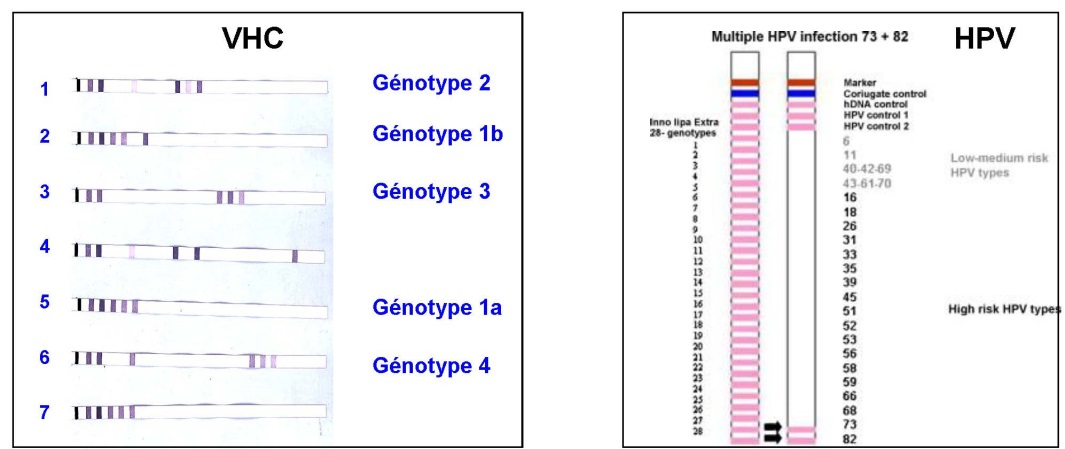 VHC
1 Génotype 2
2 Génotype 1b
3 Génotype 3
4
5 Génotype 1a
6 Génotype 4
7
Multiple HPV infection 73 + 82
HPV
Marker
Coriugate control
hDNA control
HPV control 1
HPV control 2
Inno lipa Extra
28- genotypes
1
2
3
4
5
6
7
8
9
10
11
12
13
14
15
16
17
18
19
20
21
22
23
24
25
26
27
28
6
11
40-42-69
43-61-70
16
18
26
31
33
35
39
45
51
52
53
56
58
59
66
68
73
82
Low-medium risk
HPV types
High risk HPV types